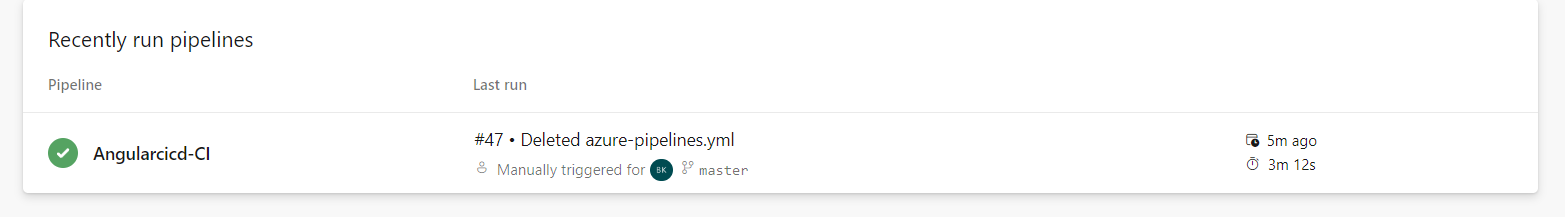 Recently run pipelines
Pipeline Last run
Angularcicd-CI
#47 • Deleted azure-pipelines.yml
Manually triggered for BK master
5m ago
3m 12s